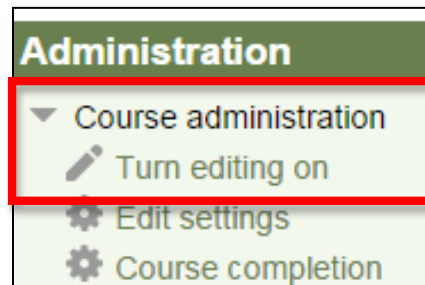 Administration
Course administration
Turn editing on
Edit settings
Course completion